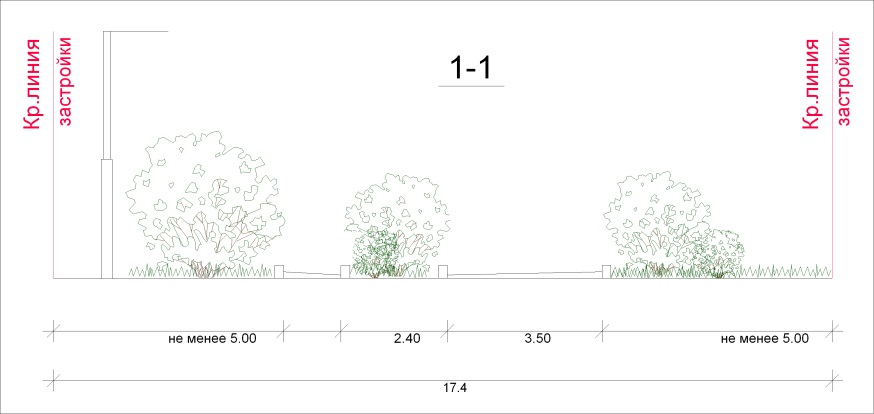 Кр.линия
застройки
1-1
Кр.линия
застройки
не менее 5.00
2.40
3.50
не менее 5.00
17.4